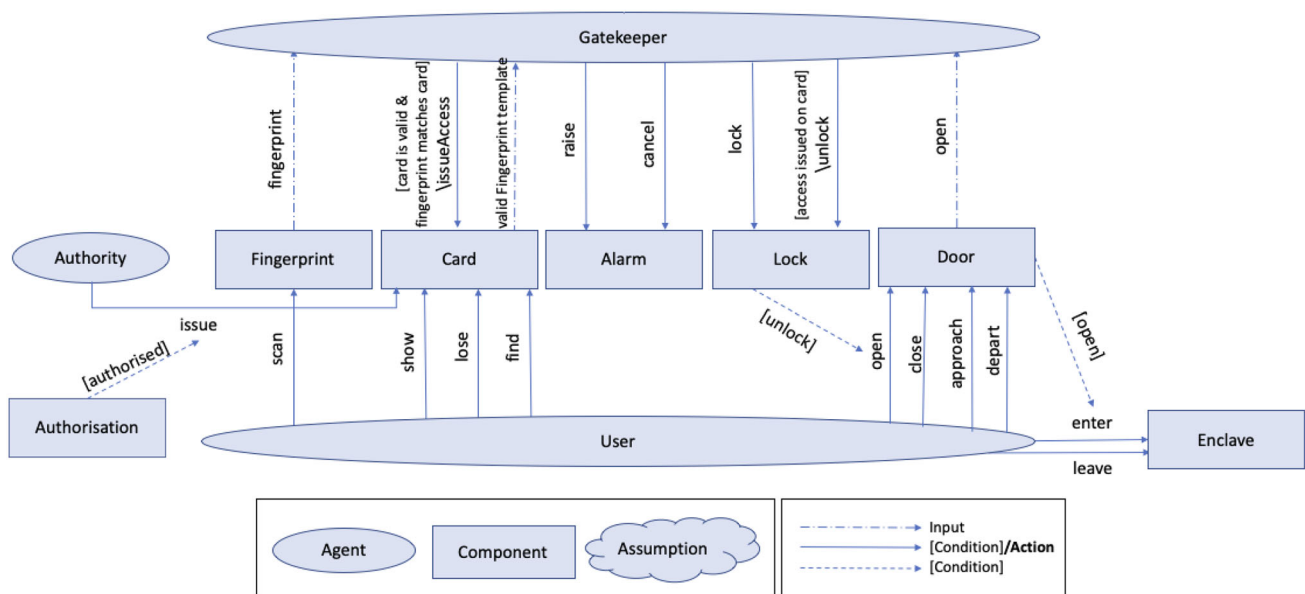 Gatekeeper
fingerprint
[card is valid &
fingerprint matches card]
\issueAccess
valid Fingerprint template
raise
cancel
lock
[access issued on card]
\unlock
open
Authority
Fingerprint
Card
Alarm
Lock
Door
issue
[authorised]
scan
show
lose
find
[unlock]
open
close
approach
depart
[open]
Authorisation
User
enter
leave
Enclave
Agent
Component
Assumption
Input
[Condition]/Action
[Condition]